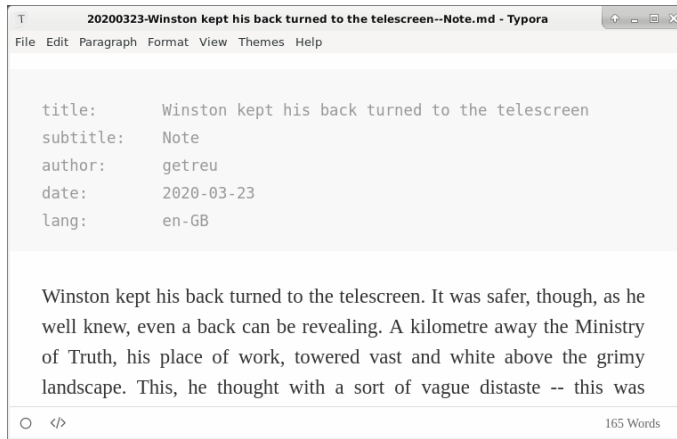 20200323-Winston kept his back turned to the telescreen--Note.md - Typora
File Edit Paragraph Format View Themes Help
title: Winston kept his back turned to the telescreen
subtitle: Note
author: getreu
date: 2020-03-23
lang: en-GB
Winston kept his back turned to the telescreen. It was safer, though, as he
well knew, even a back can be revealing. A kilometre away the Ministry
of Truth, his place of work, towered vast and white above the grimy
landscape. This, he thought with a sort of vague distaste -- this was
</> 165 Words